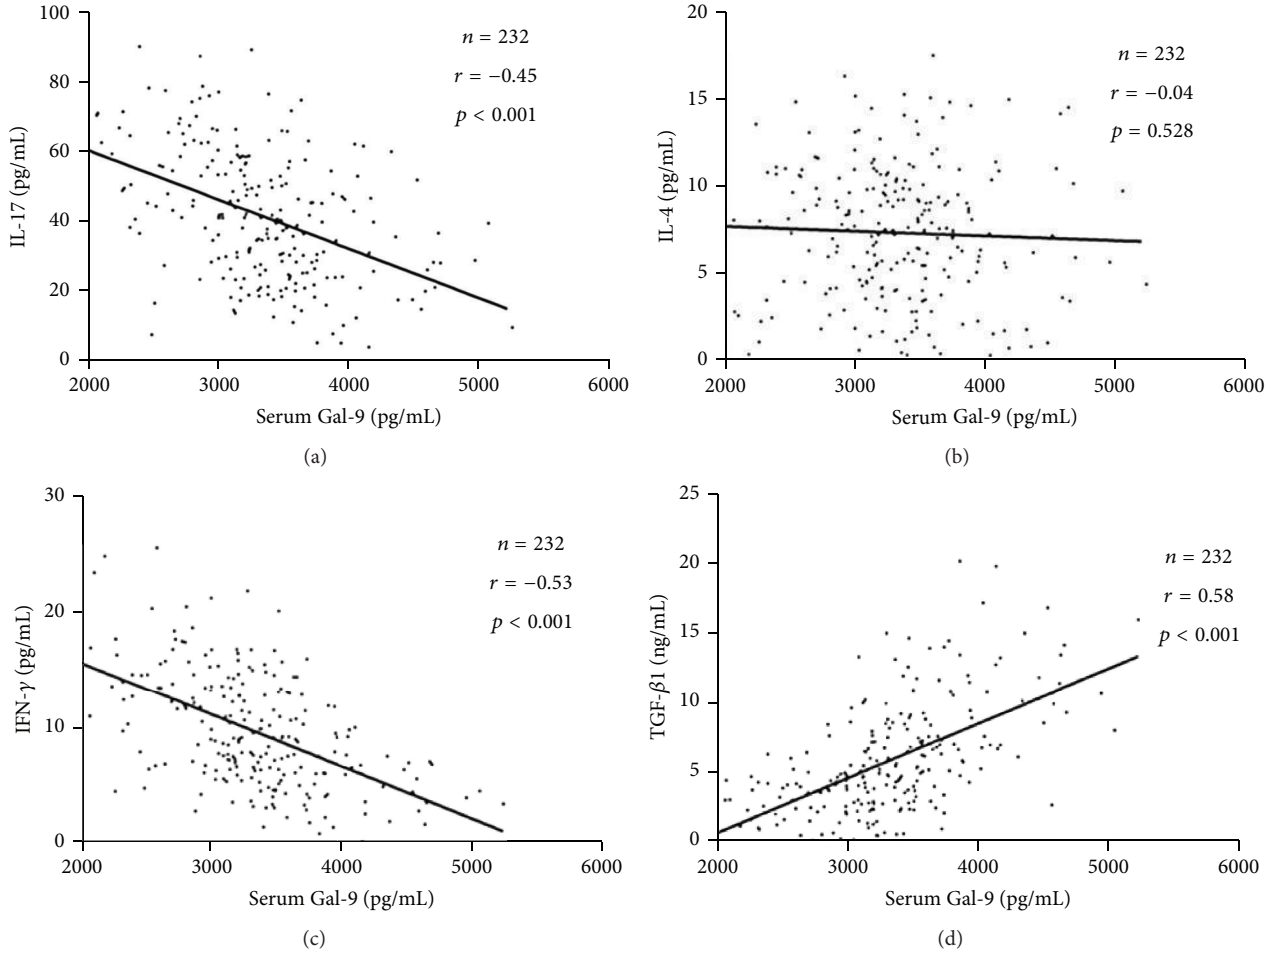 100
80
60
40
20
0
IL-17 (pg/mL)
n = 232
r = −0.45
p < 0.001
2000 3000 4000 5000 6000
Serum Gal-9 (pg/mL)
(a)
20
15
10
5
0
IL-4 (pg/mL)
n = 232
r = −0.04
p = 0.528
2000 3000 4000 5000 6000
Serum Gal-9 (pg/mL)
(b)
30
20
10
0
IFN-γ (pg/mL)
n = 232
r = −0.53
p < 0.001
2000 3000 4000 5000 6000
Serum Gal-9 (pg/mL)
(c)
25
20
15
10
5
0
TGF-β1 (ng/mL)
n = 232
r = 0.58
p < 0.001
2000 3000 4000 5000 6000
Serum Gal-9 (pg/mL)
(d)